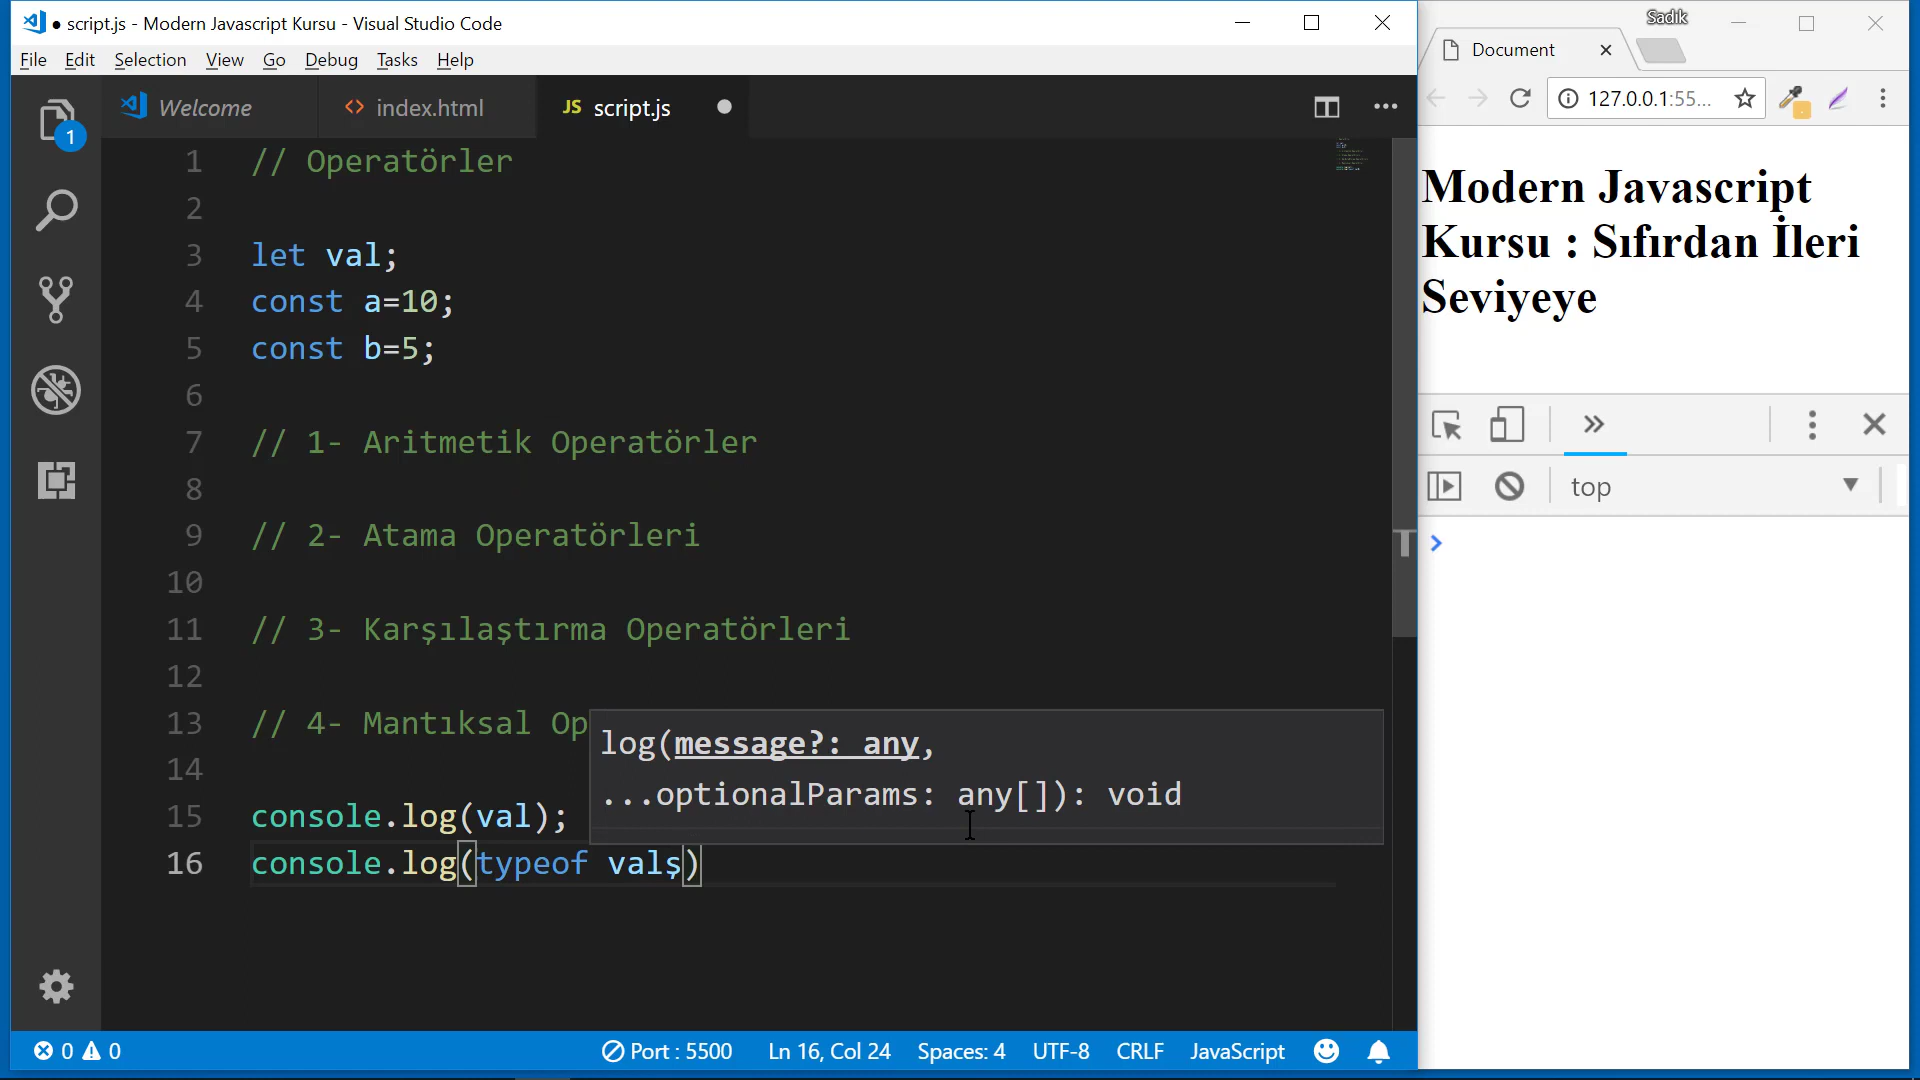 ● script.js - Modern Javascript Kursu - Visual Studio Code
File Edit Selection View Go Debug Tasks Help
Welcome
index.html
JS script.js
1 // Operatörler
2
3 let val;
4 const a=10;
5 const b=5;
6
7 // 1- Aritmetik Operatörler
8
9 // 2- Atama Operatörleri
10
11 // 3- Karşılaştırma Operatörleri
12
13 // 4- Mantıksal Op
log(message?: any,
...optionalParams: any[]): void
14
15 console.log(val);
16 console.log(typeof valş)
1
0 0
Port : 5500
Ln 16, Col 24
Spaces: 4
UTF-8
CRLF
JavaScript
Sadik
Document
127.0.0.1:55...
Modern Javascript
Kursu : Sıfırdan İleri
Seviyeye
top